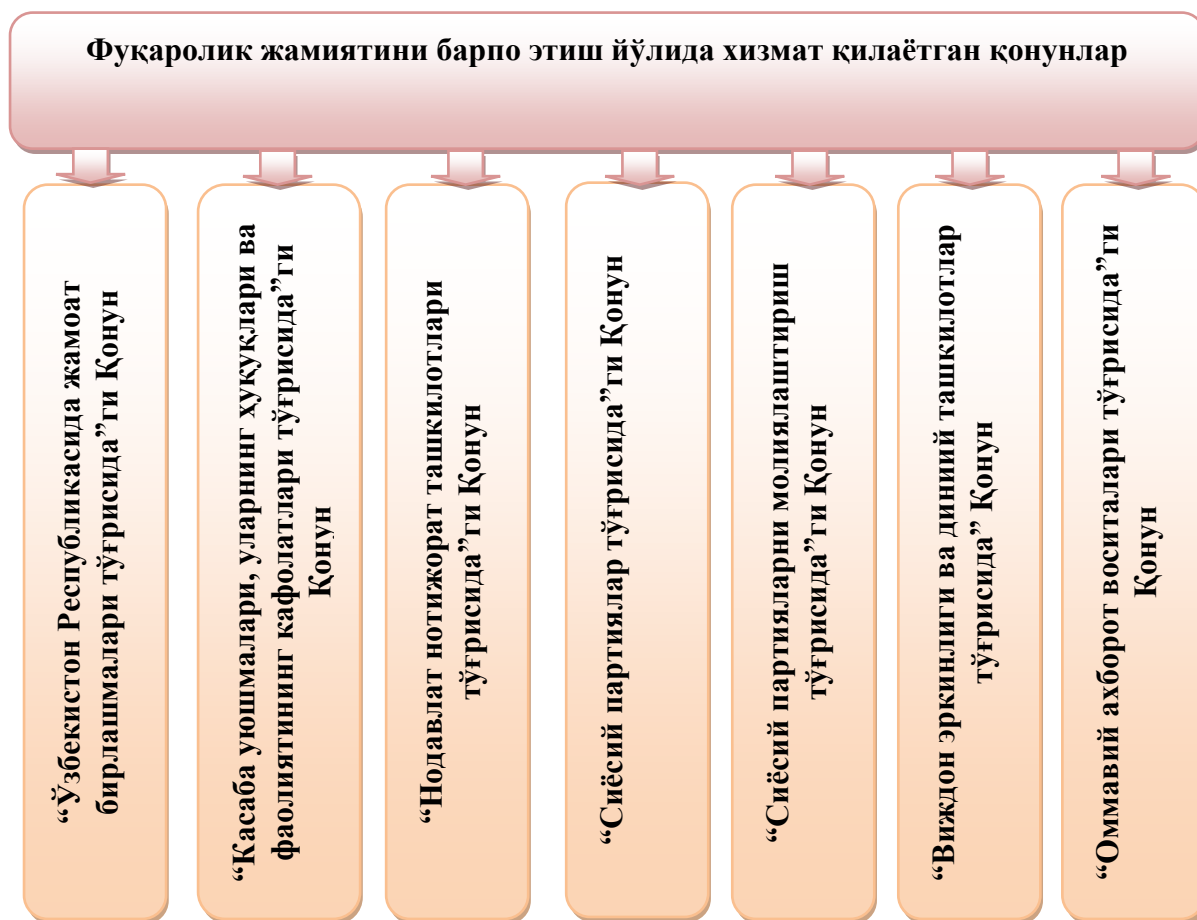 Фуқаролик жамиятини барпо этиш йўлида хизмат қилаётган қонунлар
“Ўзбекистон Республикасида жамоат
бирлашмалари тўғрисида”ги Қонун
“Касаба уюшмалари, уларнинг ҳуқуқлари ва
фаолиятининг кафолатлари тўғрисида”ги
Қонун
“Нодавлат нотижорат ташкилотлари
тўғрисида”ги Қонун
“Сиёсий партиялар тўғрисида”ги Қонун
“Сиёсий партияларни молиялаштириш
тўғрисида”ги Қонун
“Виждон эркинлиги ва диний ташкилотлар
тўғрисида” Қонун
“Оммавий ахборот воситалари тўғрисида”ги
Қонун